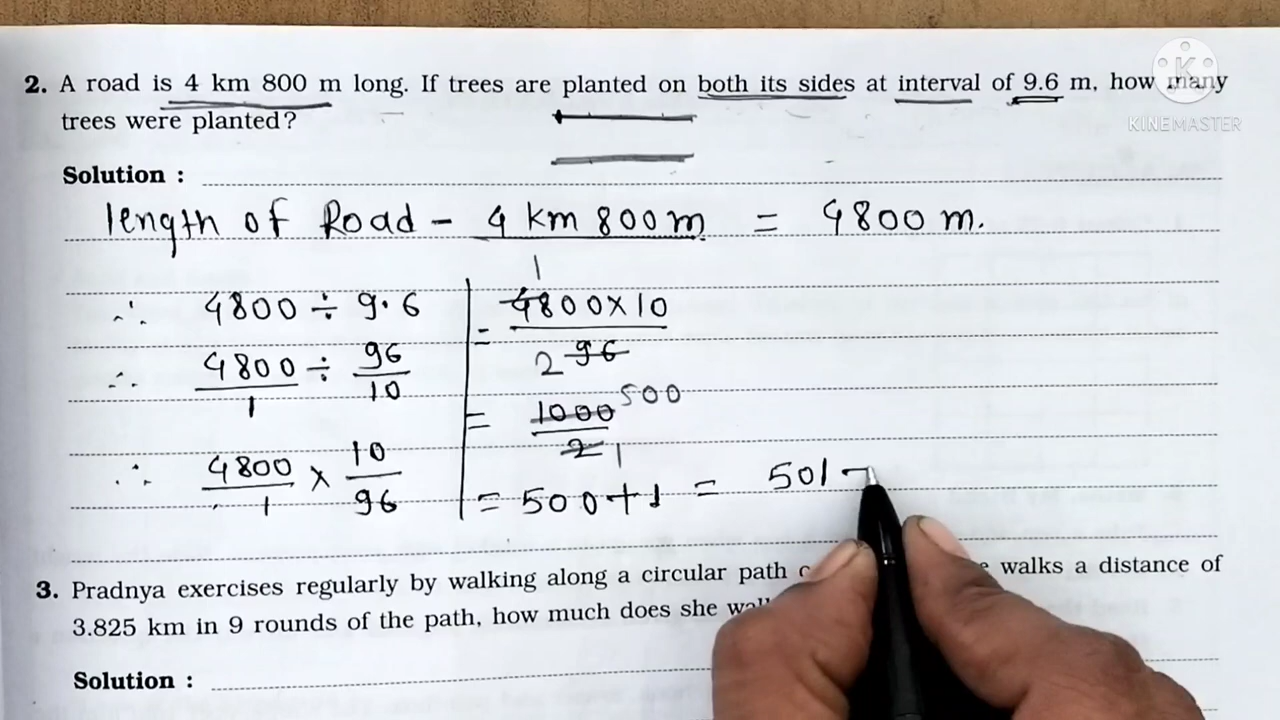 2. A road is 4 km 800 m long. If trees are planted on both its sides at interval of 9.6 m, how many
trees were planted?
KINEMASTER
Solution :
length of Road - 4 km 800 m = 4800 m.
∴ 4800 ÷ 9.6
∴ 4800/1 ÷ 96/10
∴ 4800/1 × 10/96
1
= 4800×10 / 2 96
= 1000 500 / 2 1
= 500+1 = 501
3. Pradnya exercises regularly by walking along a circular path walks a distance of
3.825 km in 9 rounds of the path, how much does she
Solution :